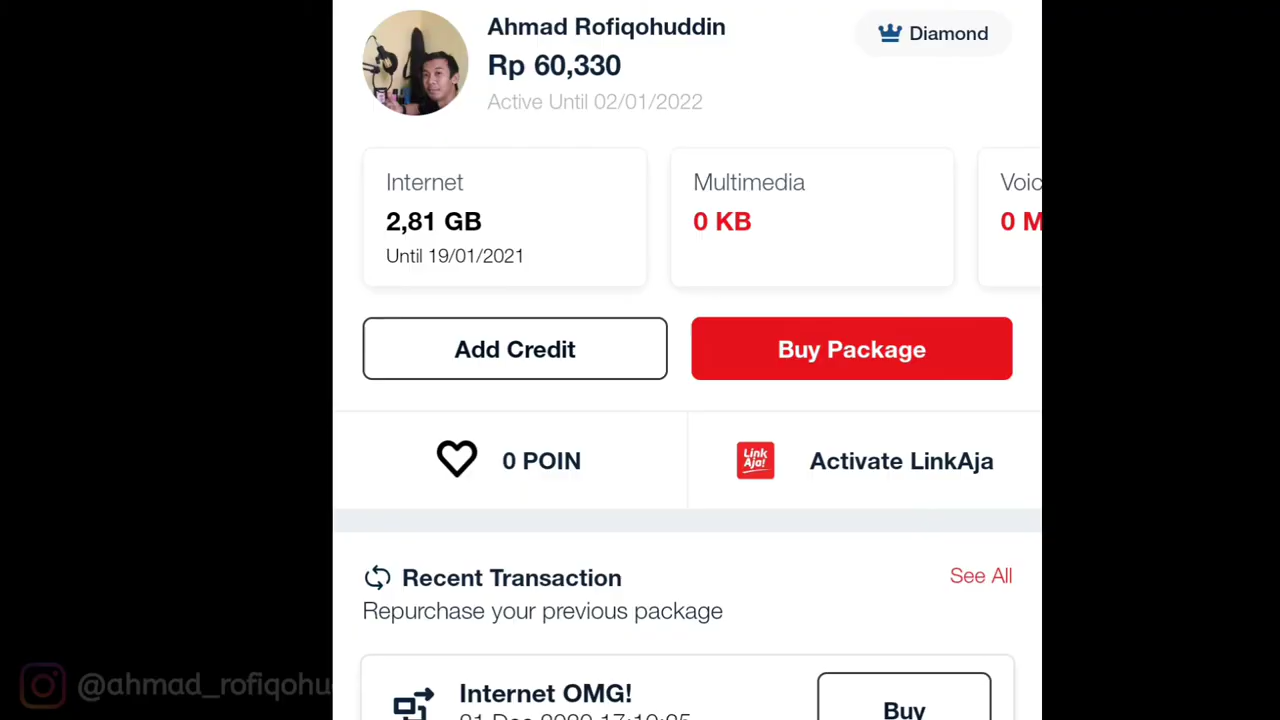 Ahmad Rofiqohuddin
Diamond
Rp 60,330
Active Until 02/01/2022
Internet
2,81 GB
Until 19/01/2021
Multimedia
0 KB
Voic
0 M
Add Credit
Buy Package
0 POIN
Link Aja!
Activate LinkAja
Recent Transaction
See All
Repurchase your previous package
Internet OMG!
Buy
@ahmad_rofiqohu